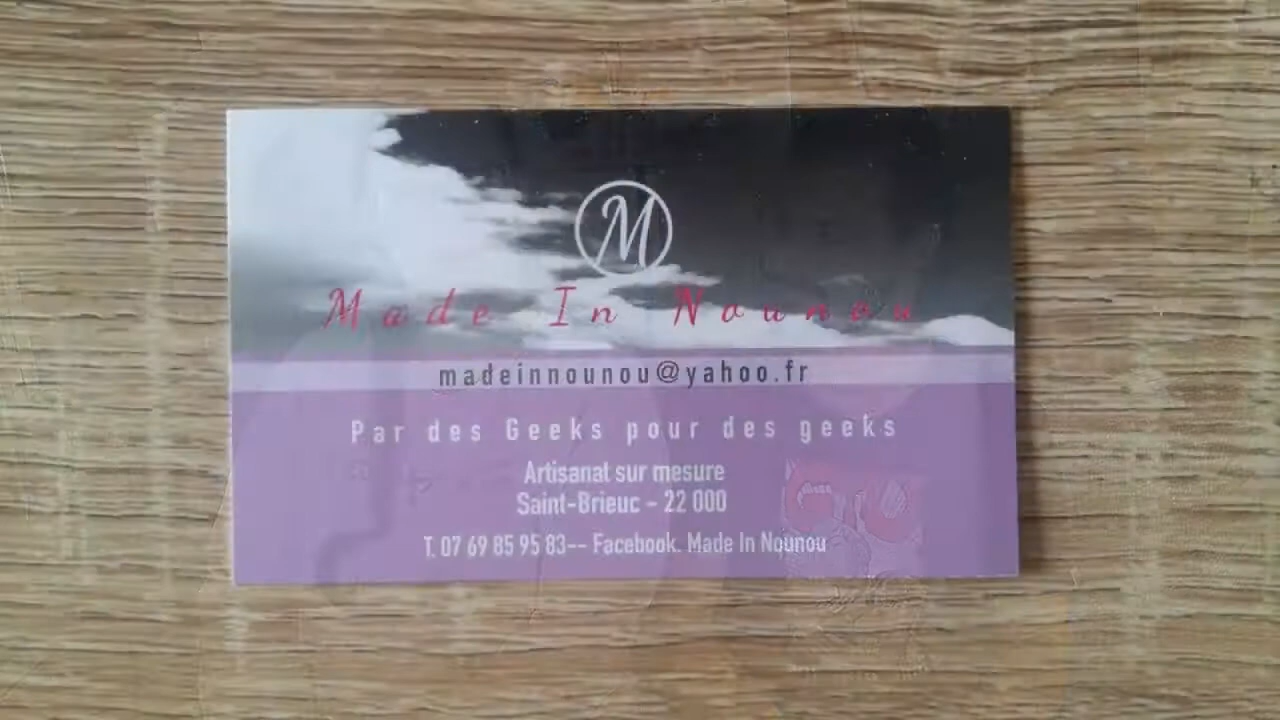 M
Made In Nounou
madeinnounou@yahoo.fr
Par des Geeks pour des geeks
Artisanat sur mesure
Saint-Brieuc - 22 000
T. 07 69 85 95 83-- Facebook. Made In Nounou